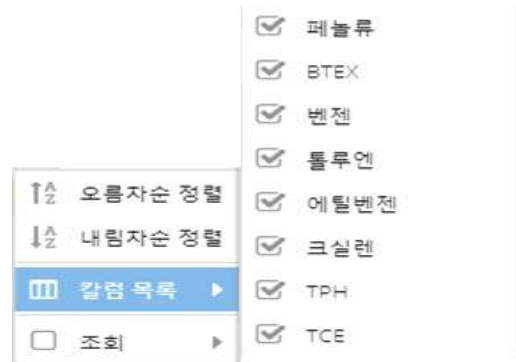 페놀류
BTEX
벤젠
톨루엔
에틸벤젠
크실렌
TPH
TCE
오름차순 정렬
내림차순 정렬
칼럼 목록
조회